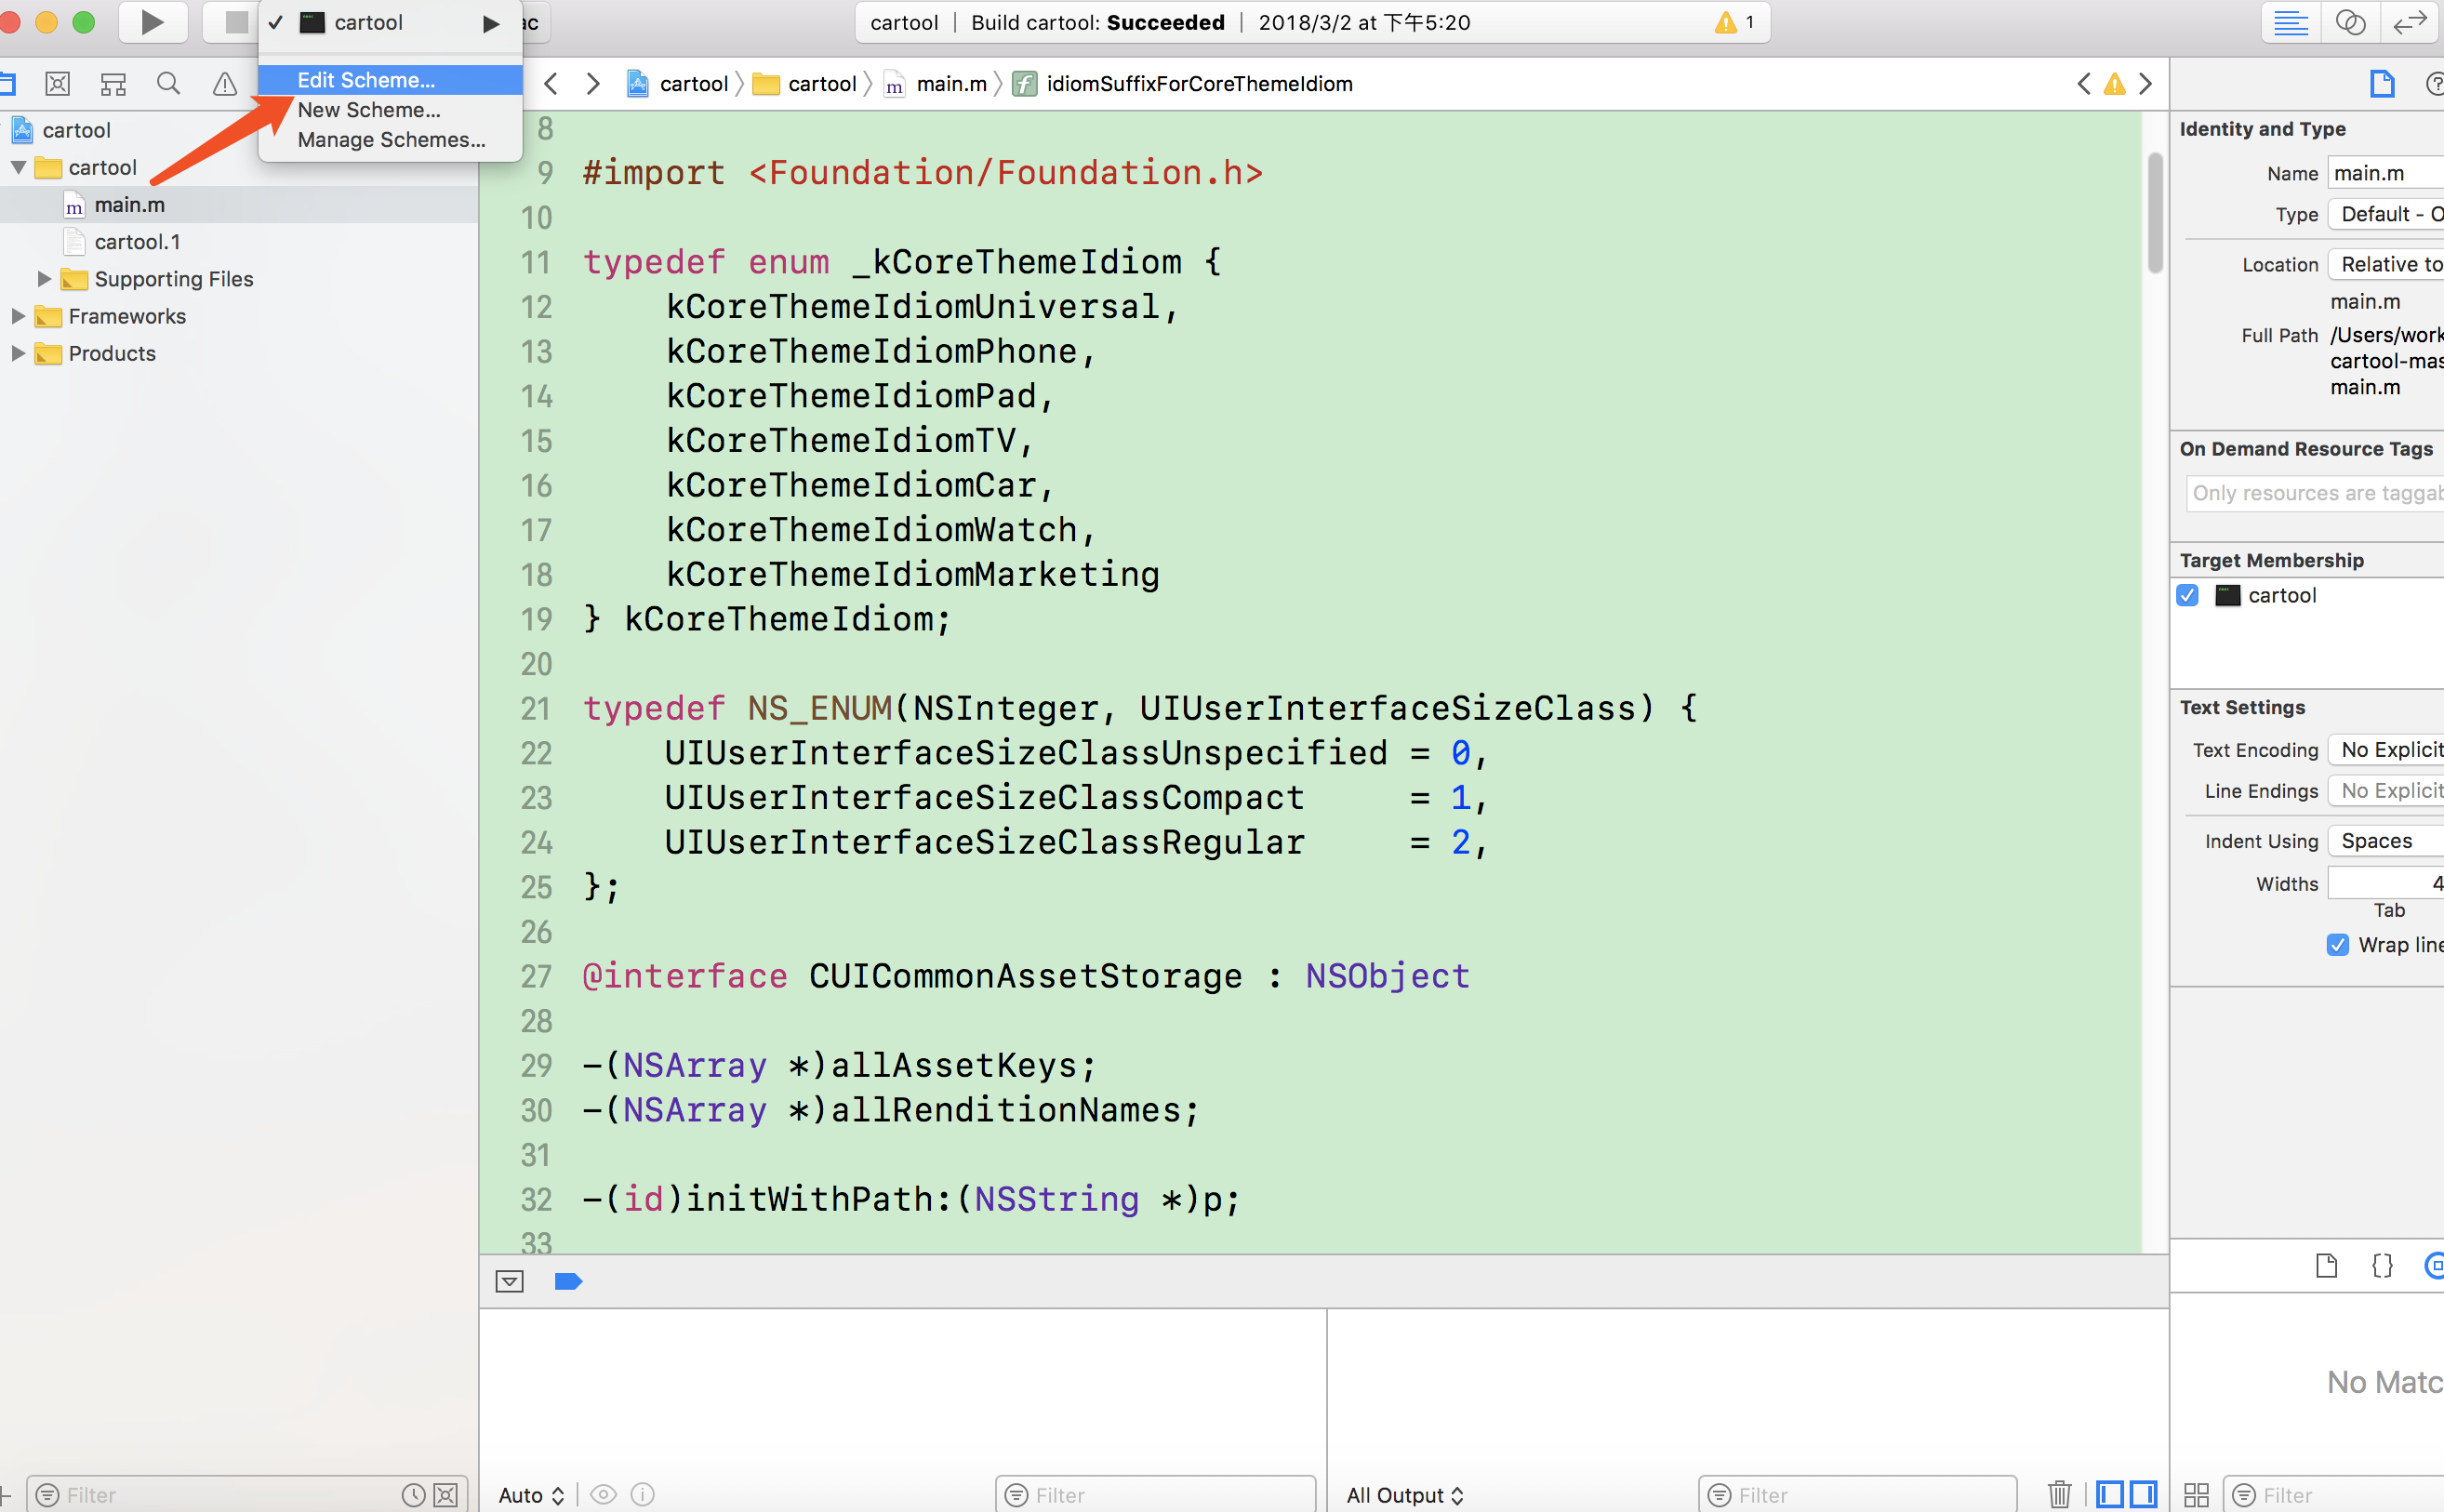 cartool
ac
cartool | Build cartool: Succeeded | 2018/3/2 at 下午5:20
1
Edit Scheme...
New Scheme...
Manage Schemes...
cartool
cartool
main.m
cartool.1
Supporting Files
Frameworks
Products
cartool
cartool
m
main.m
f
idiomSuffixForCoreThemeIdiom
8
9 #import <Foundation/Foundation.h>
10
11 typedef enum _kCoreThemeIdiom {
12 kCoreThemeIdiomUniversal,
13 kCoreThemeIdiomPhone,
14 kCoreThemeIdiomPad,
15 kCoreThemeIdiomTV,
16 kCoreThemeIdiomCar,
17 kCoreThemeIdiomWatch,
18 kCoreThemeIdiomMarketing
19 } kCoreThemeIdiom;
20
21 typedef NS_ENUM(NSInteger, UIUserInterfaceSizeClass) {
22 UIUserInterfaceSizeClassUnspecified = 0,
23 UIUserInterfaceSizeClassCompact = 1,
24 UIUserInterfaceSizeClassRegular = 2,
25 };
26
27 @interface CUICommonAssetStorage : NSObject
28
29 -(NSArray *)allAssetKeys;
30 -(NSArray *)allRenditionNames;
31
32 -(id)initWithPath:(NSString *)p;
33
Identity and Type
Name main.m
Type Default - O
Location Relative to
main.m
Full Path /Users/work
cartool-mas
main.m
On Demand Resource Tags
Only resources are taggab
Target Membership
cartool
Text Settings
Text Encoding No Explicit
Line Endings No Explicit
Indent Using Spaces
Widths 4
Tab
Wrap line
{}
No Matc
Filter
Auto
Filter
All Output
Filter
Filter